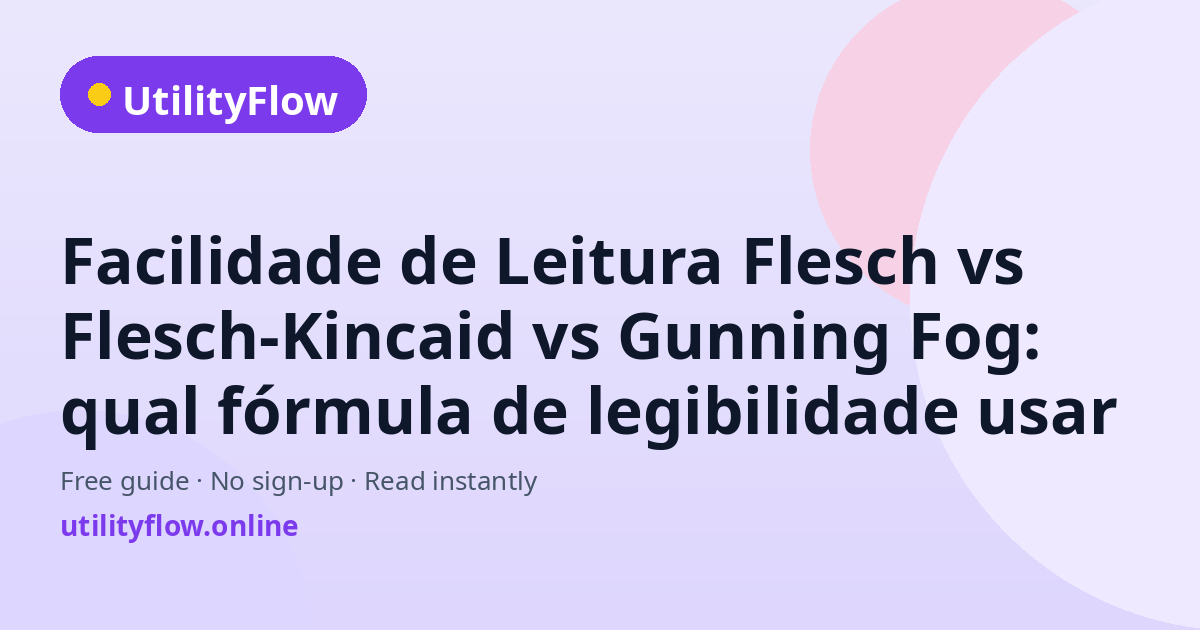 UtilityFlow
Facilidade de Leitura Flesch vs
Flesch-Kincaid vs Gunning Fog:
qual fórmula de legibilidade usar
Free guide · No sign-up · Read instantly
utilityflow.online